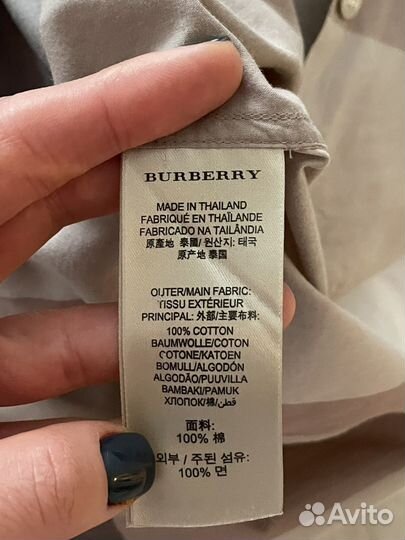 BURBERRY
MADE IN THAILAND
FABRIQUÉ EN THAÏLANDE
FABRICADO NA TAILÂNDIA
原產地 泰國/ 원산지: 태국
原产地 泰国
OUTER/MAIN FABRIC:
TISSU EXTÉRIEUR
PRINCIPAL: 外部/主要布料:
100% COTTON
BAUMWOLLE/COTON
COTONE/KATOEN
BOMULL/ALGODÓN
ALGODÃO/PUUVILLA
BAMBAKI/PAMUK
ХЛОПОК/棉/قطن
面料:
100% 棉
외부 / 주된 섬유:
100% 면
Avito